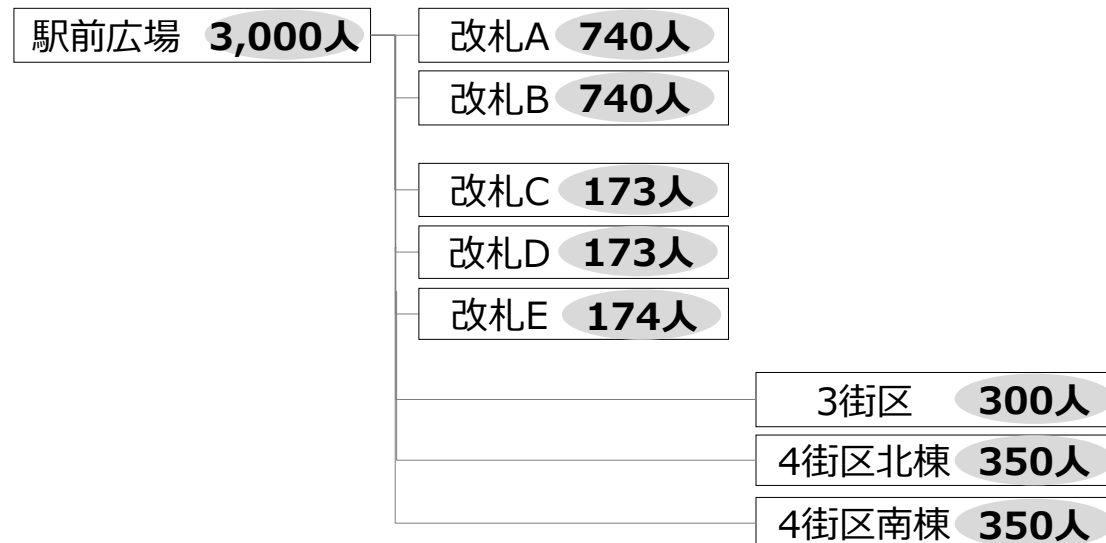 駅前広場 3,000人
改札A 740人
改札B 740人
改札C 173人
改札D 173人
改札E 174人
3街区 300人
4街区北棟 350人
4街区南棟 350人